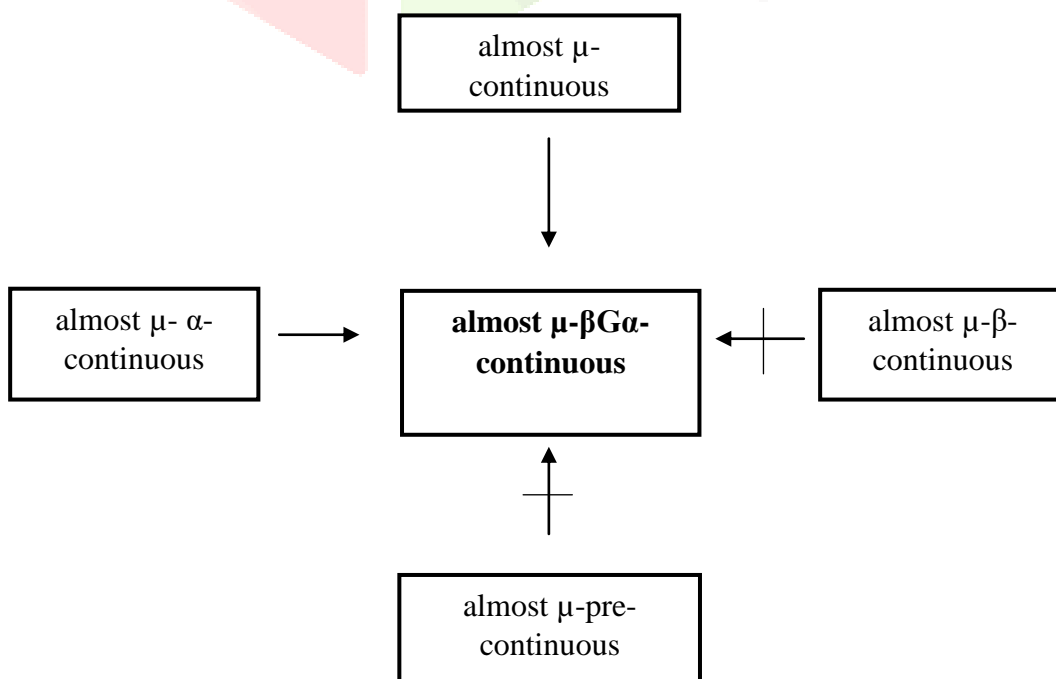 almost µ-
continuous
almost µ- α-
continuous
almost µ-βGα-
continuous
almost µ-β-
continuous
almost µ-pre-
continuous